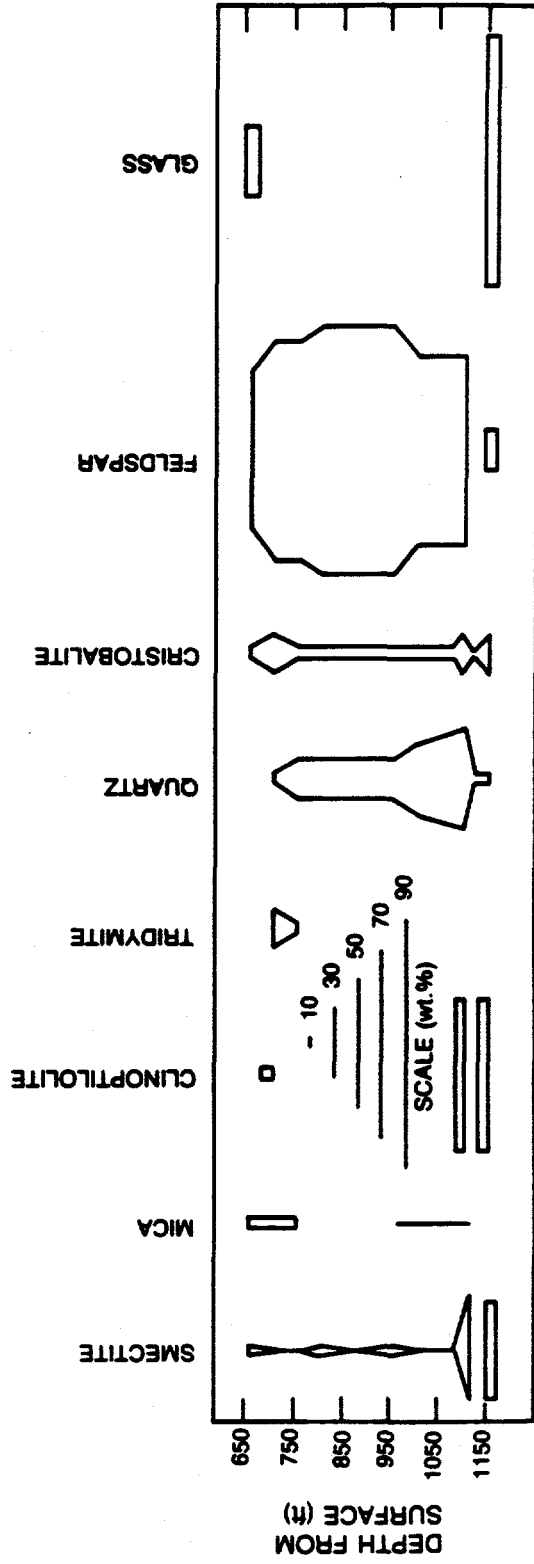 DEPTH FROM
SURFACE (ft)
650
750
850
950
1050
1150
SMECTITE
MICA
CLINOPTILOLITE
TRIDYMITE
QUARTZ
CRISTOBALITE
FELDSPAR
GLASS
10
30
50
70
90
SCALE (wt.%)